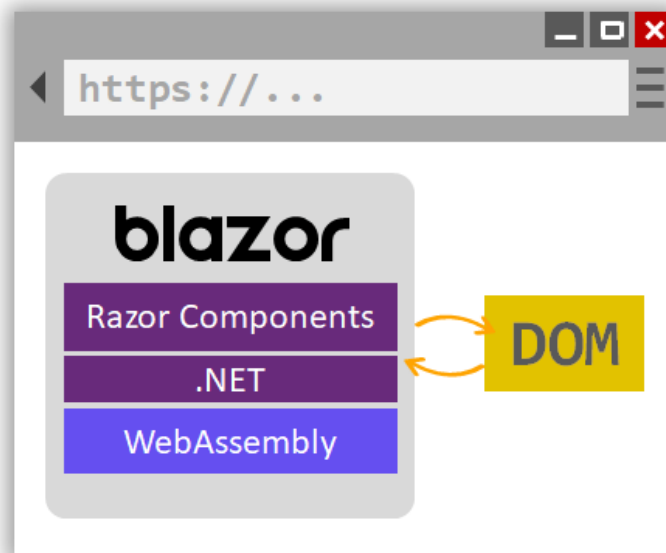 https://...
blazor
Razor Components
.NET
WebAssembly
DOM